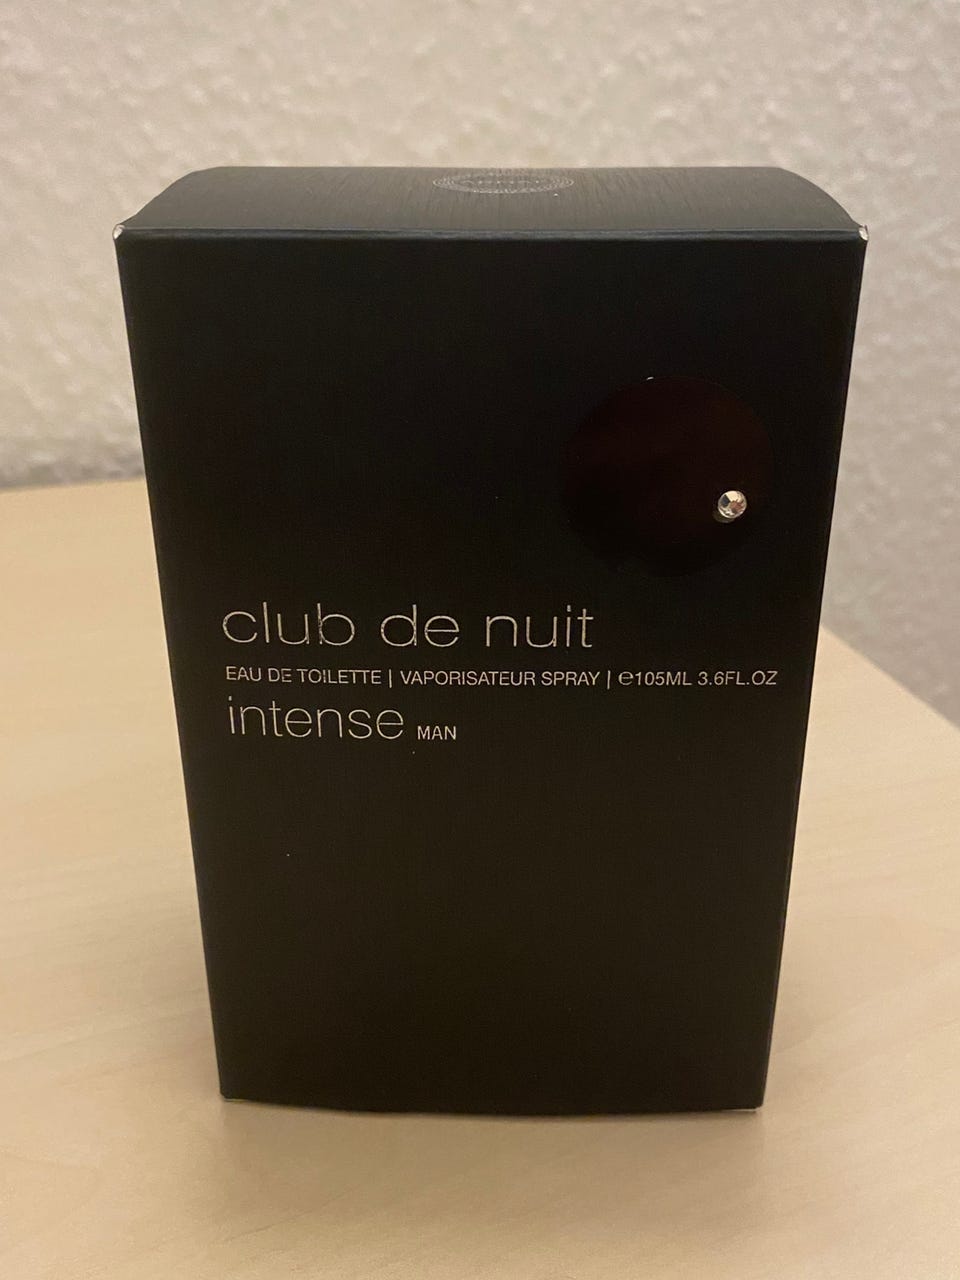 club de nuit
EAU DE TOILETTE | VAPORISATEUR SPRAY | ℮105ML 3.6FL.OZ
intense MAN